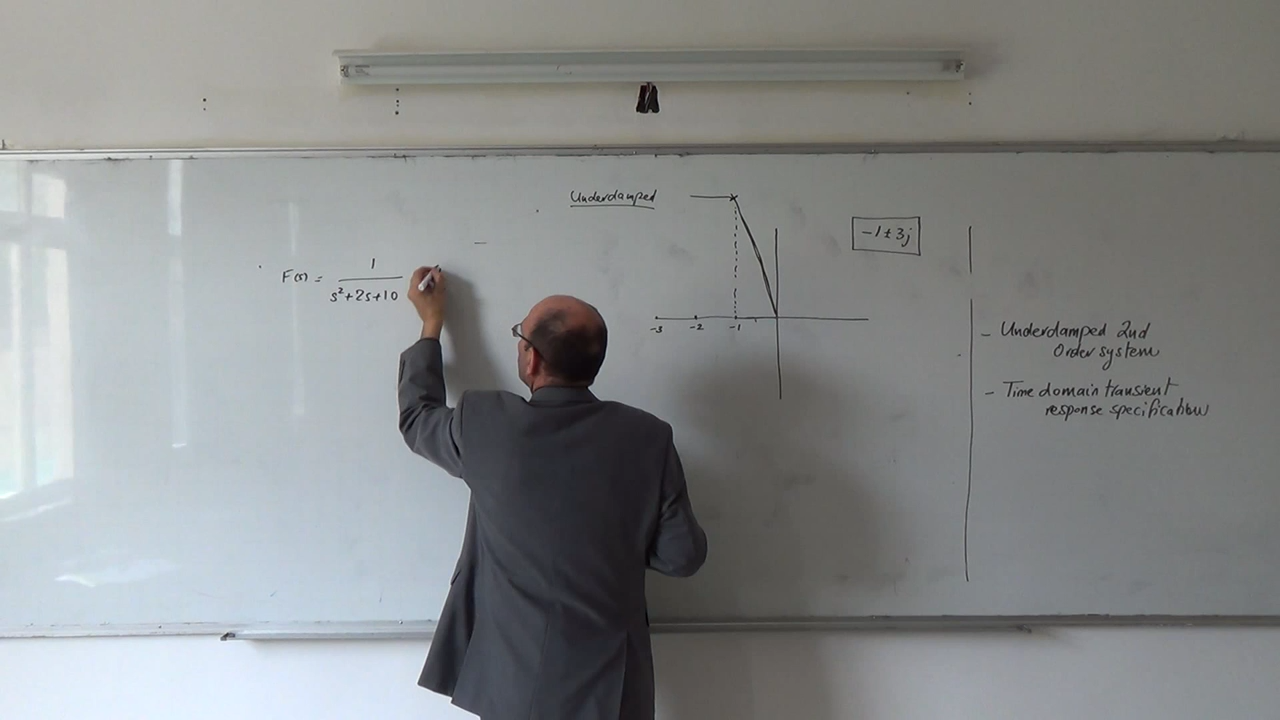 Underdamped
F(s) = 1
s²+2s+10
-3 -2 -1
-1±3j
- Underdamped 2nd
Order system
- Time domain transient
response specification